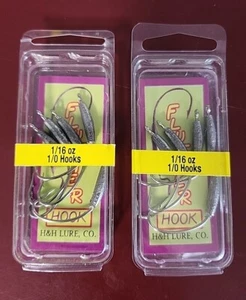 1/16 oz
1/0 Hooks
HOOK
H&H LURE, CO.
1/16 oz
1/0 Hooks
HOOK
H&H LURE, CO.